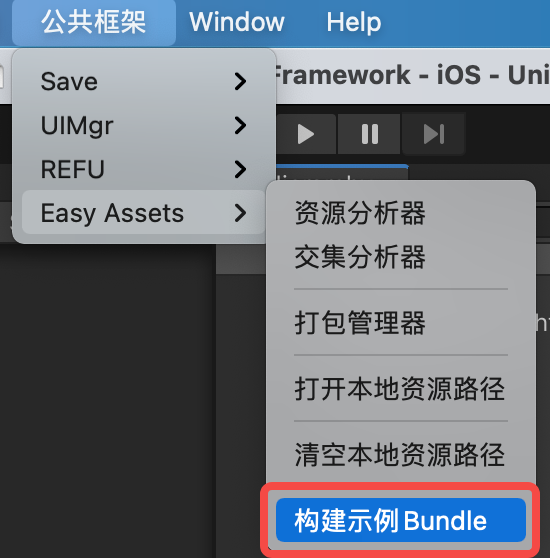 公共框架 Window Help
Framework - iOS - Uni
Save
UIMgr
REFU
Easy Assets
资源分析器
交集分析器
打包管理器
打开本地资源路径
清空本地资源路径
构建示例Bundle